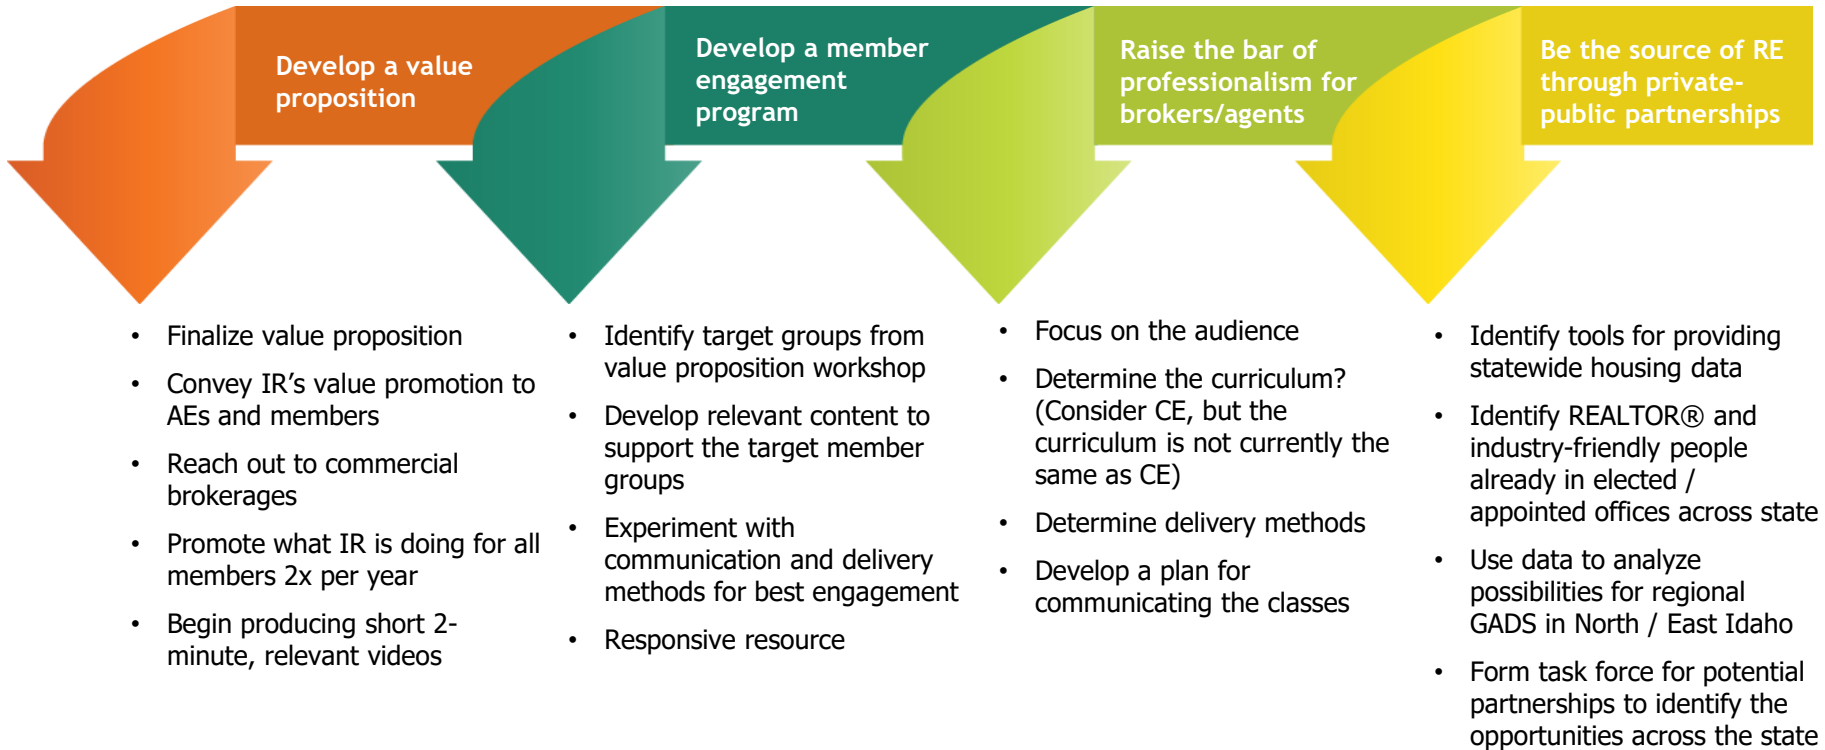 Develop a value
proposition
Develop a member
engagement
program
Raise the bar of
professionalism for
brokers/agents
Be the source of RE
through private-
public partnerships
• Finalize value proposition
• Convey IR’s value promotion to
AEs and members
• Reach out to commercial
brokerages
• Promote what IR is doing for all
members 2x per year
• Begin producing short 2-
minute, relevant videos
• Identify target groups from
value proposition workshop
• Develop relevant content to
support the target member
groups
• Experiment with
communication and delivery
methods for best engagement
• Responsive resource
• Focus on the audience
• Determine the curriculum?
(Consider CE, but the
curriculum is not currently the
same as CE)
• Determine delivery methods
• Develop a plan for
communicating the classes
• Identify tools for providing
statewide housing data
• Identify REALTOR® and
industry-friendly people
already in elected /
appointed offices across state
• Use data to analyze
possibilities for regional
GADS in North / East Idaho
• Form task force for potential
partnerships to identify the
opportunities across the state